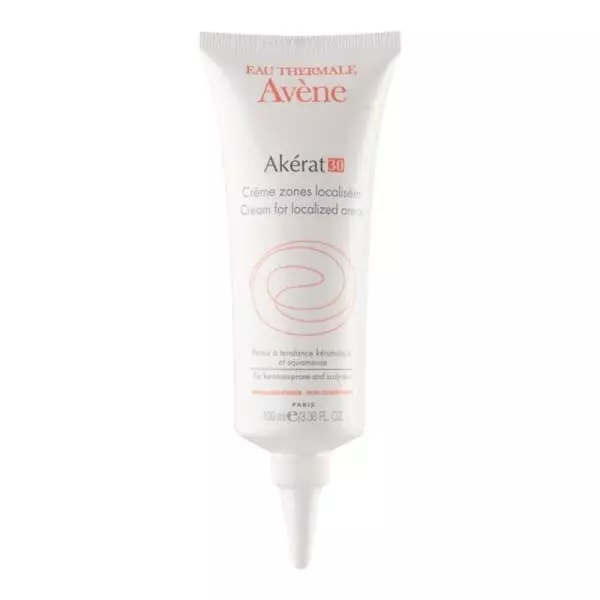 EAU THERMALE
Avène
Akérat 30
Crème zones localisées
Cream for localized areas
Peaux à tendance kératosique
et squameuse
For keratosis-prone and scaly skin
PARIS
100 ml ℮/3.38 FL. OZ.